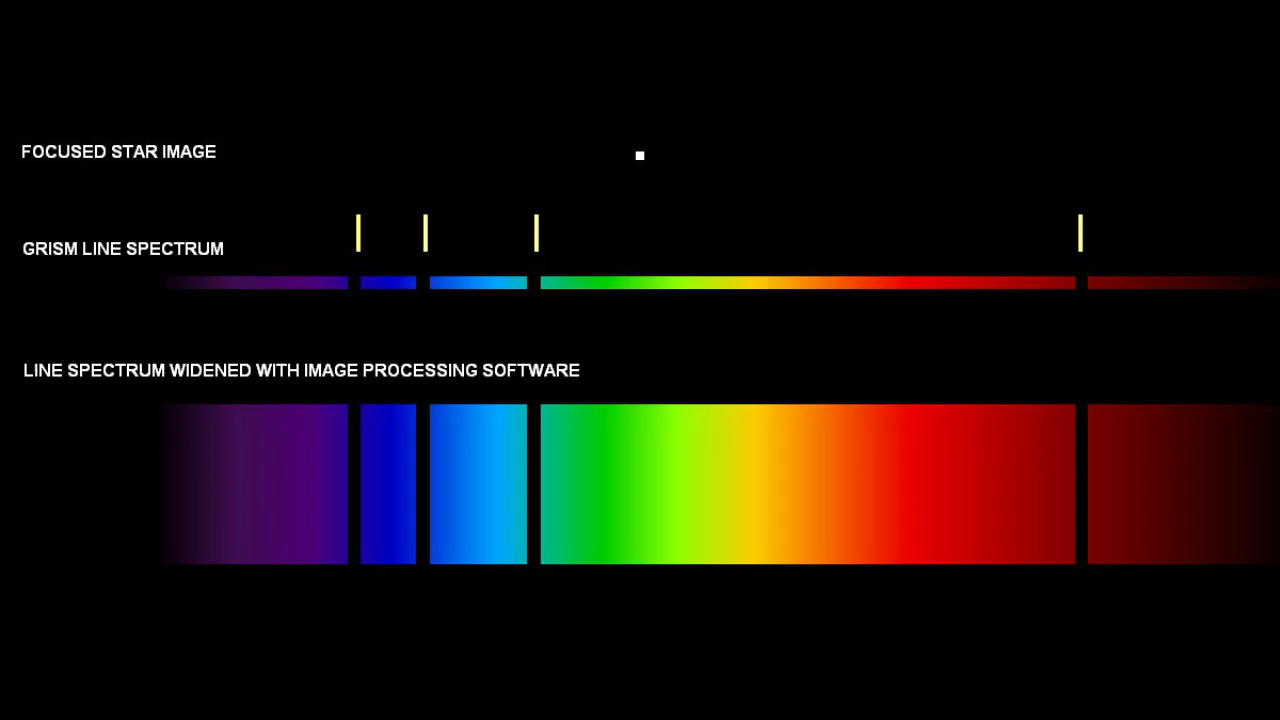 FOCUSED STAR IMAGE
GRISM LINE SPECTRUM
LINE SPECTRUM WIDENED WITH IMAGE PROCESSING SOFTWARE